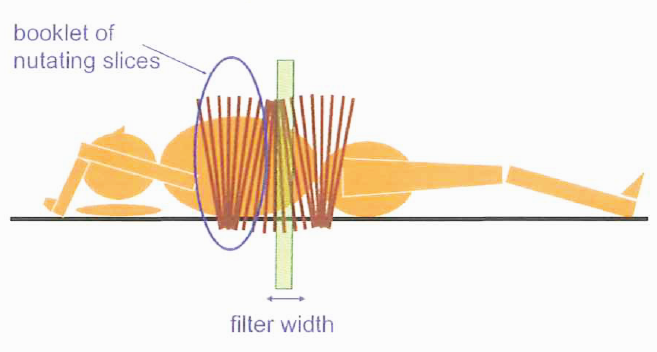 booklet of
nutating slices
filter width